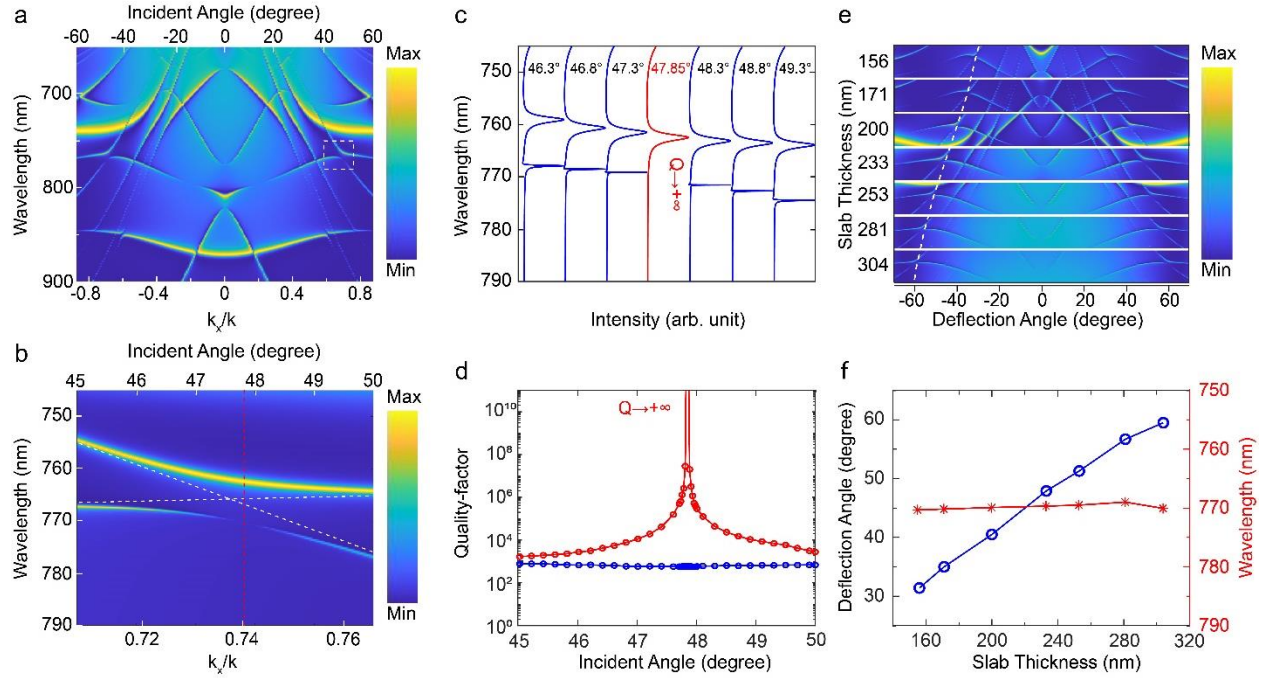 a
Incident Angle (degree)
-60 -40 -20 0 20 40 60
Wavelength (nm)
700
800
900
-0.8 -0.4 0 0.4 0.8
kx/k
Max
Min
b
Incident Angle (degree)
45 46 47 48 49 50
Wavelength (nm)
750
760
770
780
790
0.72 0.74 0.76
kx/k
Max
Min
c
46.3° 46.8° 47.3° 47.85° 48.3° 48.8° 49.3°
Wavelength (nm)
750
760
770
780
790
Q→+∞
Intensity (arb. unit)
d
Quality-factor
10^10
10^8
10^6
10^4
10^2
10^0
Q→+∞
45 46 47 48 49 50
Incident Angle (degree)
e
Slab Thickness (nm)
156
171
200
233
253
281
304
-60 -40 -20 0 20 40 60
Deflection Angle (degree)
Max
Min
f
Deflection Angle (degree)
60
50
40
30
160 200 240 280 320
Slab Thickness (nm)
750
760
770
780
790
Wavelength (nm)